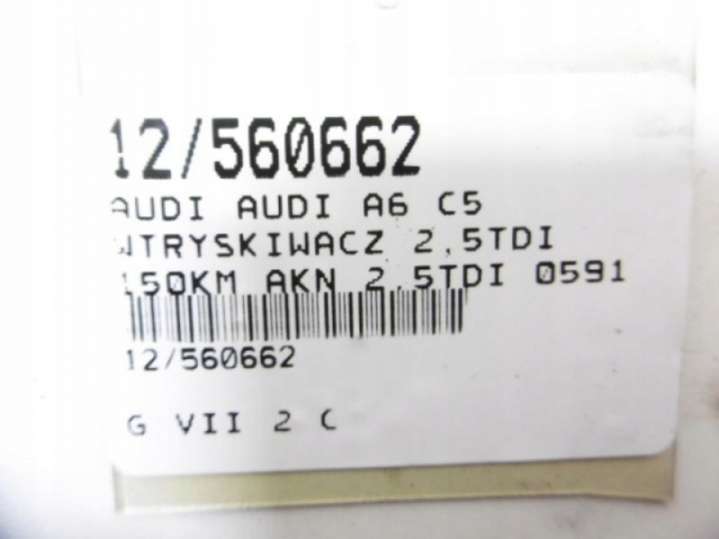 12/560662
AUDI AUDI A6 C5
WTRYSKIWACZ 2,5TDI
150KM AKN 2.5TDI 0591
12/560662
G VII 2 C